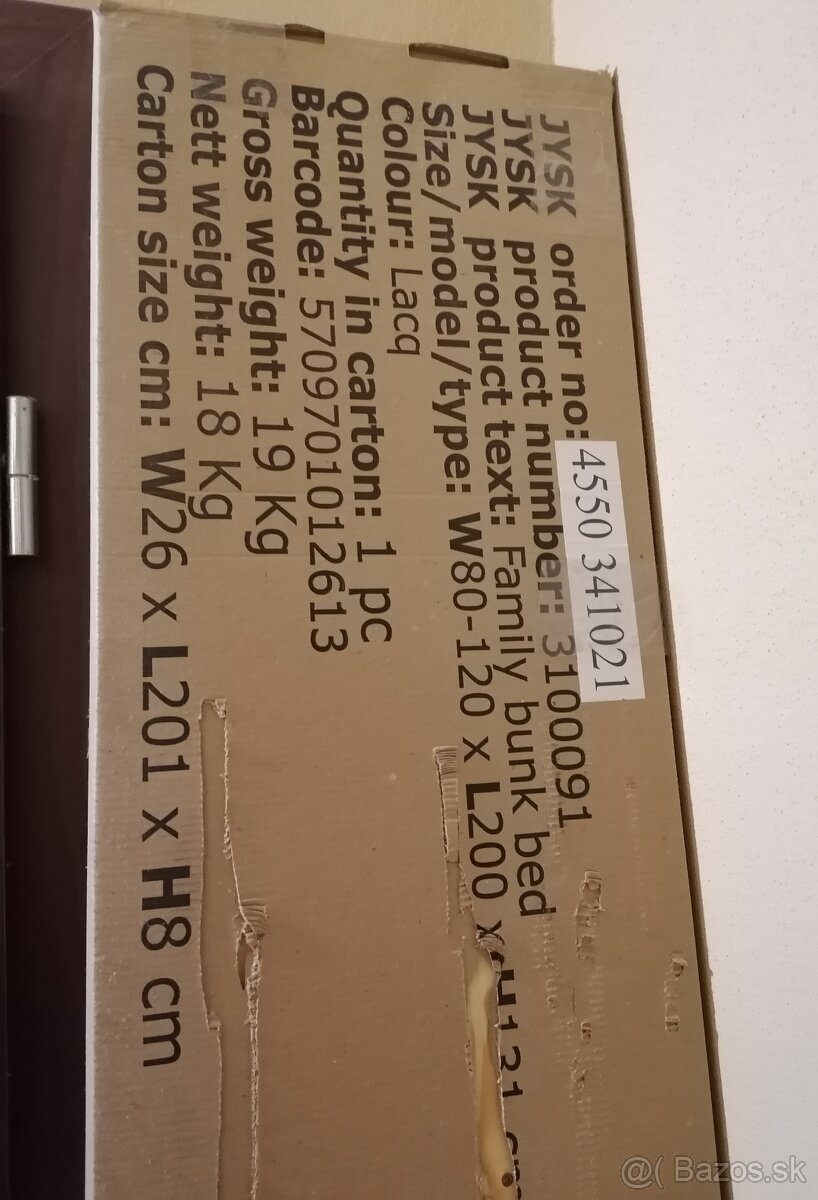 JYSK order no: 4550 341021
JYSK product number: 3100091
JYSK product text: Family bunk bed
Size/model/type: W80-120 x L200 x H131 cm
Colour: Lacq
Quantity in carton: 1 pc
Barcode: 5709701012613
Gross weight: 19 Kg
Nett weight: 18 Kg
Carton size cm: W26 x L201 x H8 cm
@( Bazos.sk